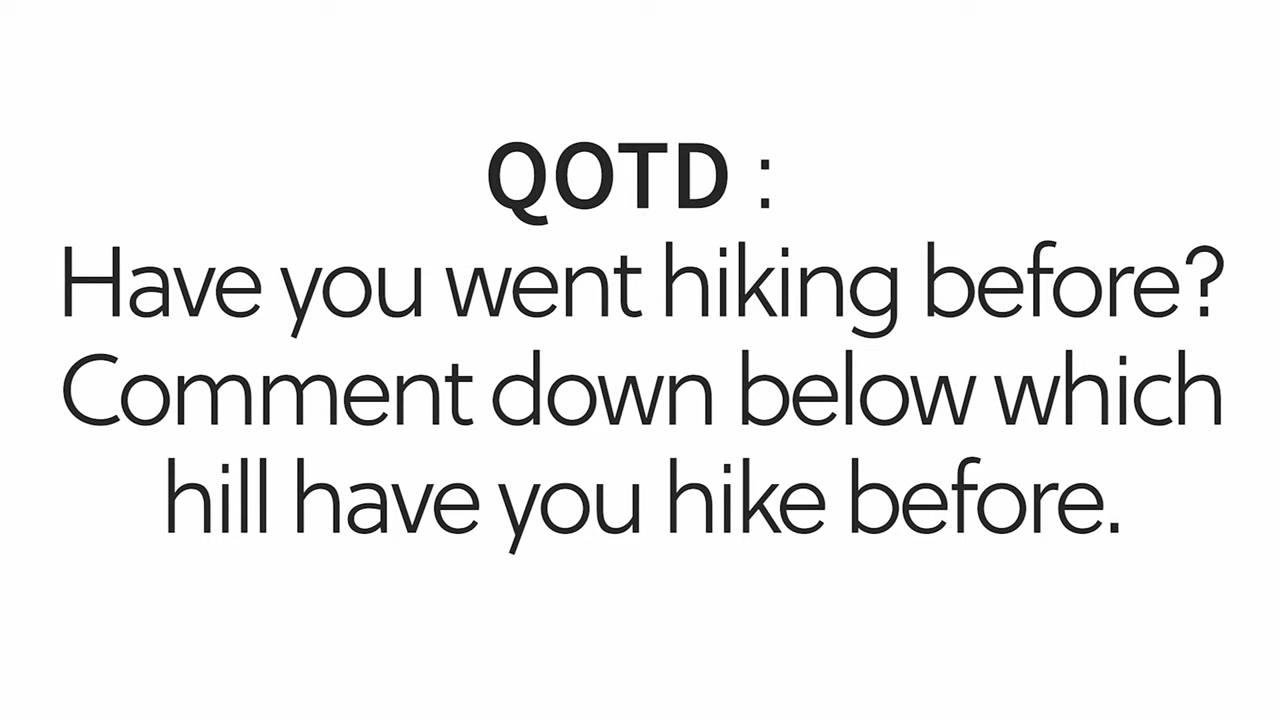 QOTD :
Have you went hiking before?
Comment down below which
hill have you hike before.